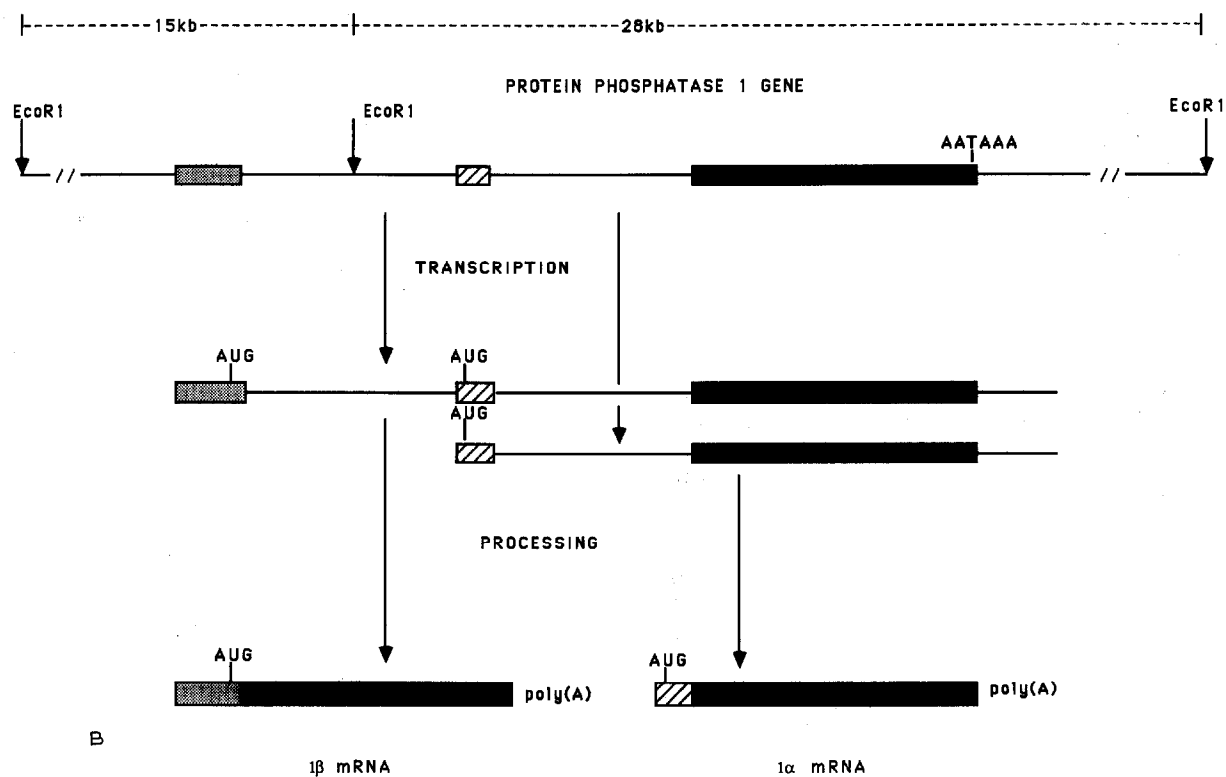 15kb
28kb
PROTEIN PHOSPHATASE 1 GENE
EcoR1
EcoR1
EcoR1
AATAAA
TRANSCRIPTION
AUG
AUG
AUG
PROCESSING
AUG
AUG
poly(A)
poly(A)
B
1β mRNA
1α mRNA